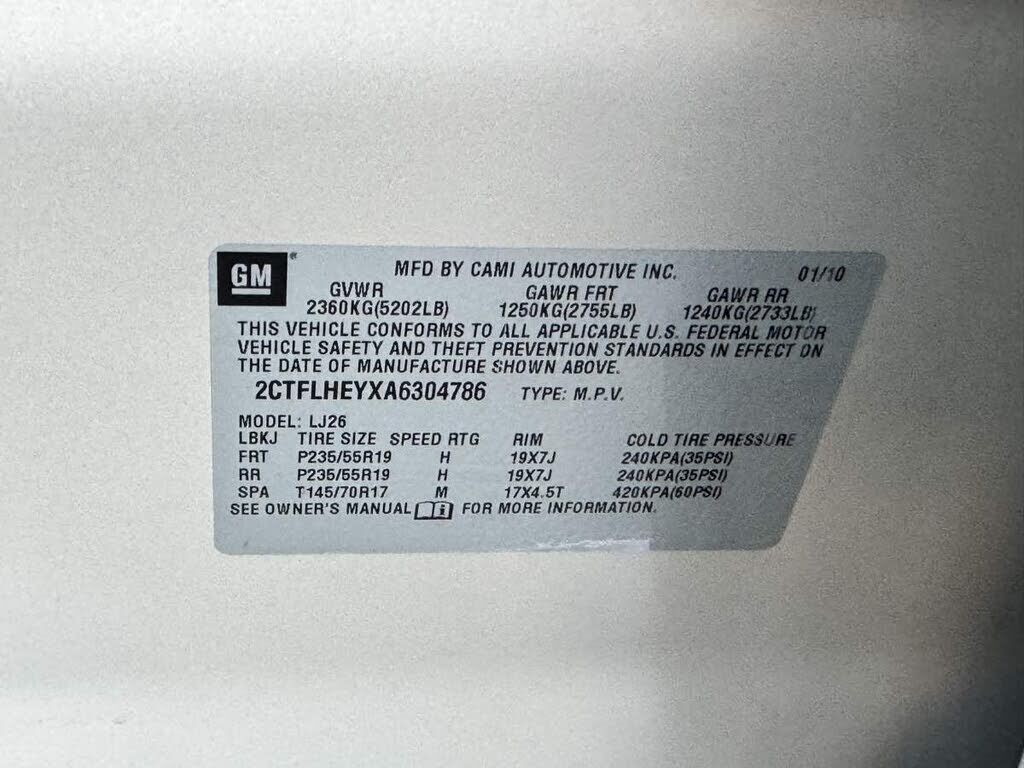 GM®
MFD BY CAMI AUTOMOTIVE INC. 01/10
GVWR GAWR FRT GAWR RR
2360KG(5202LB) 1250KG(2755LB) 1240KG(2733LB)
THIS VEHICLE CONFORMS TO ALL APPLICABLE U.S. FEDERAL MOTOR
VEHICLE SAFETY AND THEFT PREVENTION STANDARDS IN EFFECT ON
THE DATE OF MANUFACTURE SHOWN ABOVE.
2CTFLHEYXA6304786 TYPE: M.P.V.
MODEL: LJ26
LBKJ TIRE SIZE SPEED RTG RIM COLD TIRE PRESSURE
FRT P235/55R19 H 19X7J 240KPA(35PSI)
RR P235/55R19 H 19X7J 240KPA(35PSI)
SPA T145/70R17 M 17X4.5T 420KPA(60PSI)
SEE OWNER'S MANUAL i FOR MORE INFORMATION.